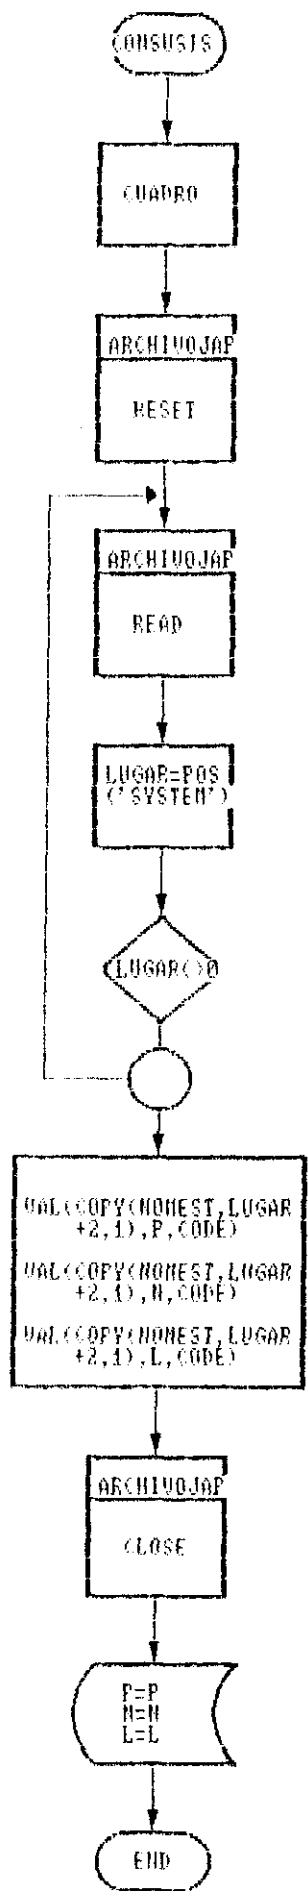 CONSUSIS
CUADRO
ARCHIVOJAP
RESET
ARCHIVOJAP
READ
LUGAR=POS
('SYSTEM')
(LUGAR<>0
VAL(COPY(NOMEST,LUGAR
+2,1),P,CODE)
VAL(COPY(NOMEST,LUGAR
+2,1),N,CODE)
VAL(COPY(NOMEST,LUGAR
+2,1),L,CODE)
ARCHIVOJAP
CLOSE
P=P
N=N
L=L
END